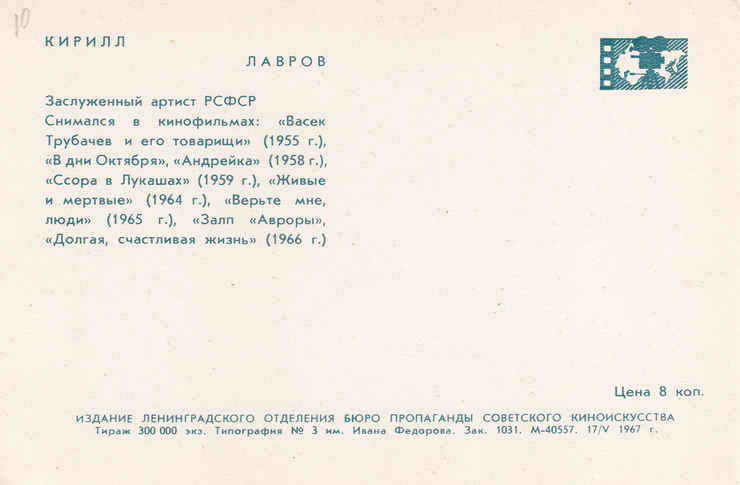 10
КИРИЛЛ
ЛАВРОВ
Заслуженный артист РСФСР
Снимался в кинофильмах: «Васек
Трубачев и его товарищи» (1955 г.),
«В дни Октября», «Андрейка» (1958 г.),
«Ссора в Лукашах» (1959 г.), «Живые
и мертвые» (1964 г.), «Верьте мне,
люди» (1965 г.), «Залп «Авроры»,
«Долгая, счастливая жизнь» (1966 г.)
Цена 8 коп.
ИЗДАНИЕ ЛЕНИНГРАДСКОГО ОТДЕЛЕНИЯ БЮРО ПРОПАГАНДЫ СОВЕТСКОГО КИНОИСКУССТВА
Тираж 300 000 экз. Типография № 3 им. Ивана Федорова. Зак. 1031. М-40557. 17/V 1967 г.